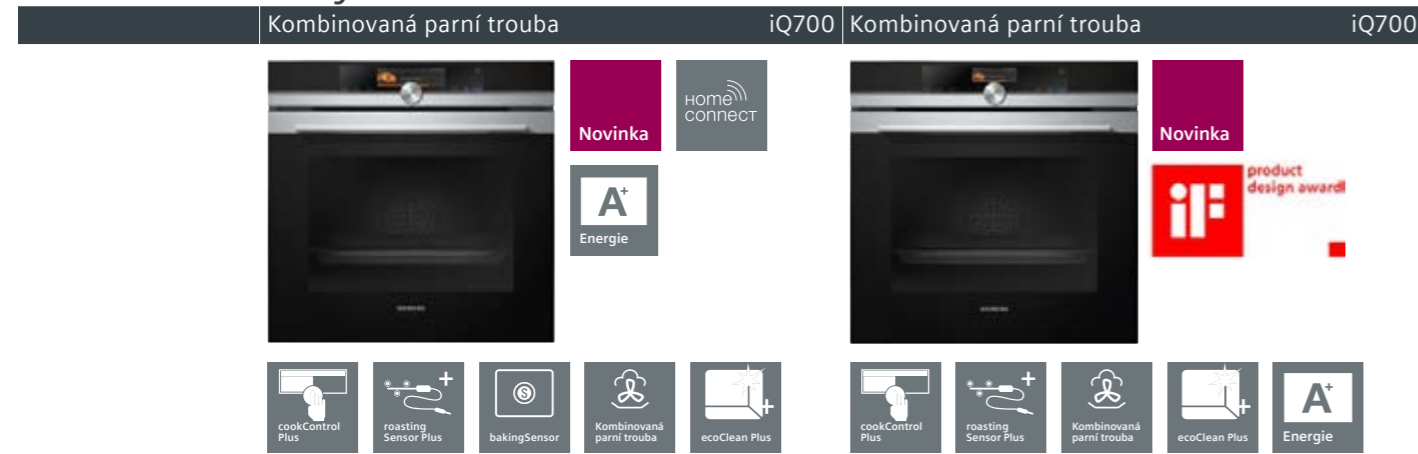 Kombinovaná parní trouba iQ700
Kombinovaná parní trouba iQ700
Novinka
HOME
CONNECT
A+
Energie
Novinka
iF
product
design award
cookControl
Plus
roasting
Sensor Plus
bakingSensor
Kombinovaná
parní trouba
ecoClean Plus
cookControl
Plus
roasting
Sensor Plus
Kombinovaná
parní trouba
ecoClean Plus
A+
Energie